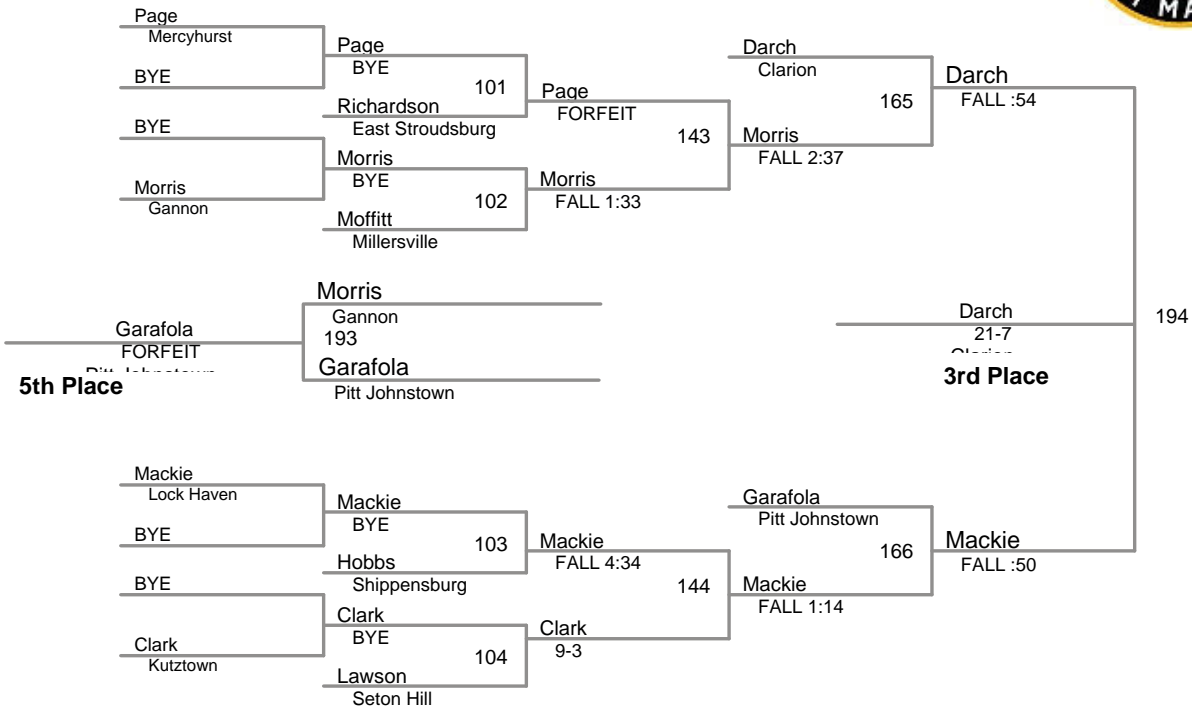 Page
Mercyhurst
BYE
BYE
Morris
Gannon
Page
BYE
101
Richardson
East Stroudsburg
Morris
BYE
102
Moffitt
Millersville
Page
FORFEIT
143
Morris
FALL 1:33
Darch
Clarion
165
Morris
FALL 2:37
Darch
FALL :54
Morris
Gannon
193
Garafola
Pitt Johnstown
Garafola
FORFEIT
Pitt Johnstown
5th Place
Darch
21-7
Clarion
3rd Place
194
Mackie
Lock Haven
BYE
BYE
Clark
Kutztown
Mackie
BYE
103
Hobbs
Shippensburg
Clark
BYE
104
Lawson
Seton Hill
Mackie
FALL 4:34
144
Clark
9-3
Garafola
Pitt Johnstown
166
Mackie
FALL 1:14
Mackie
FALL :50